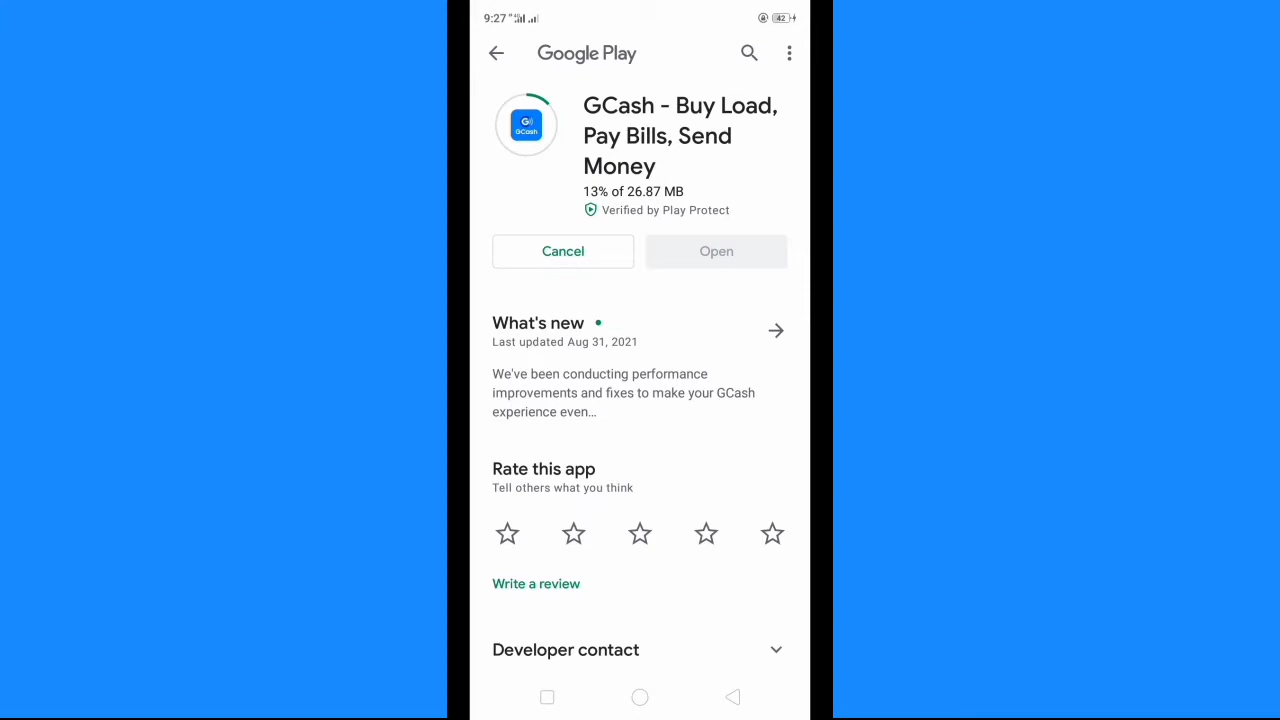 9:27
42
Google Play
GCash - Buy Load,
Pay Bills, Send
Money
G
GCash
13% of 26.87 MB
Verified by Play Protect
Cancel
Open
What's new
Last updated Aug 31, 2021
We've been conducting performance
improvements and fixes to make your GCash
experience even…
Rate this app
Tell others what you think
Write a review
Developer contact